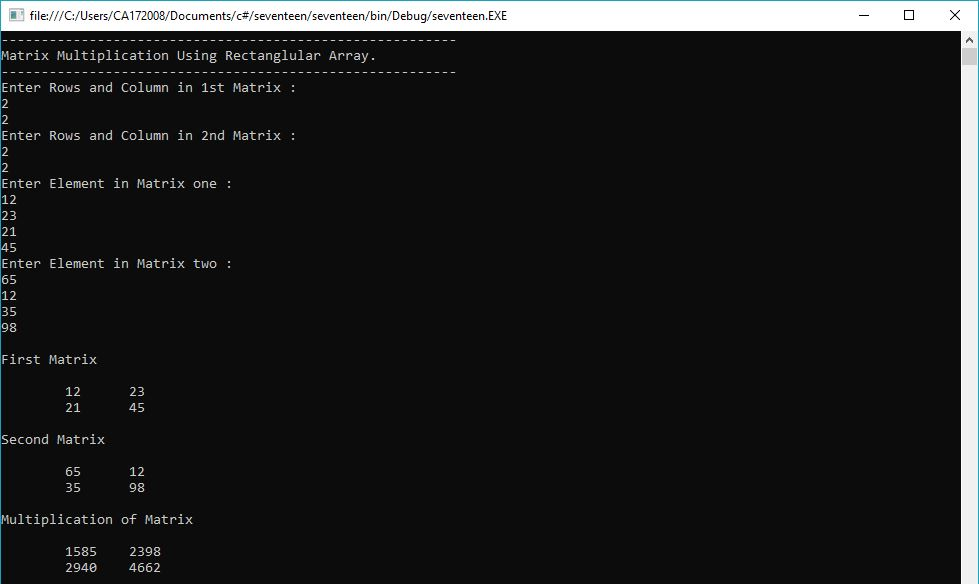 file:///C:/Users/CA172008/Documents/c#/seventeen/seventeen/bin/Debug/seventeen.EXE
---------------------------------------------------------
Matrix Multiplication Using Rectanglular Array.
---------------------------------------------------------
Enter Rows and Column in 1st Matrix :
2
2
Enter Rows and Column in 2nd Matrix :
2
2
Enter Element in Matrix one :
12
23
21
45
Enter Element in Matrix two :
65
12
35
98
First Matrix
12 23
21 45
Second Matrix
65 12
35 98
Multiplication of Matrix
1585 2398
2940 4662